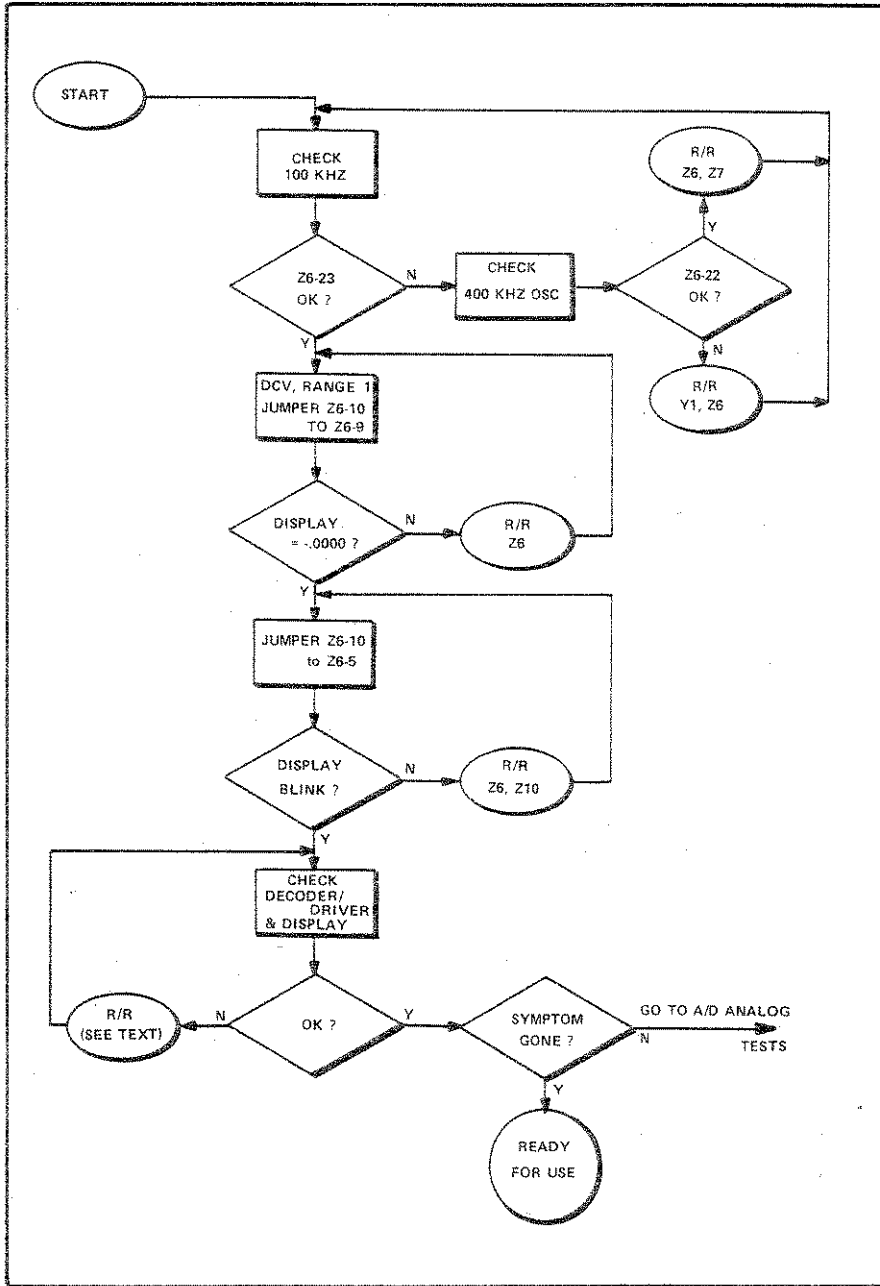 START
CHECK
100 KHZ
Z6-23
OK ?
N
CHECK
400 KHZ OSC
Z6-22
OK ?
Y
R/R
Z6, Z7
N
R/R
Y1, Z6
Y
DCV, RANGE 1
JUMPER Z6-10
TO Z6-9
DISPLAY
= -.0000 ?
N
R/R
Z6
Y
JUMPER Z6-10
to Z6-5
DISPLAY
BLINK ?
N
R/R
Z6, Z10
Y
CHECK
DECODER/
DRIVER
& DISPLAY
OK ?
N
R/R
(SEE TEXT)
Y
SYMPTOM
GONE ?
GO TO A/D ANALOG
N
TESTS
Y
READY
FOR USE